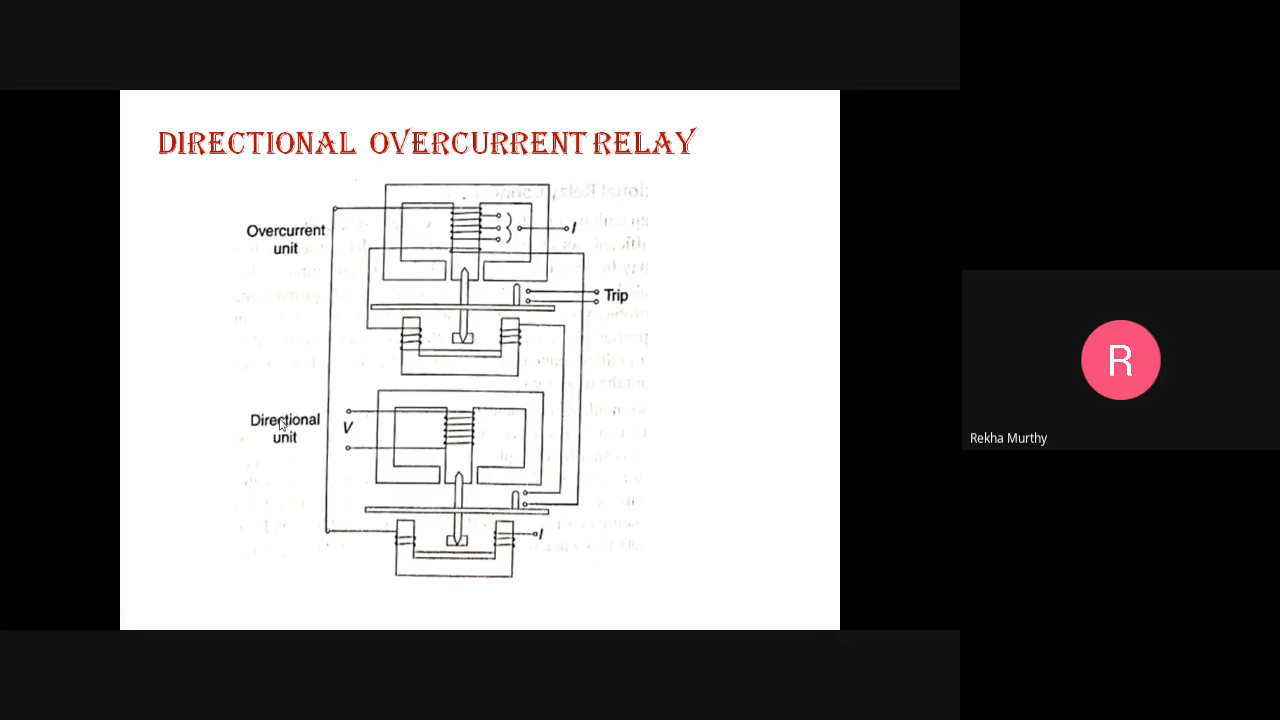 DIRECTIONAL OVERCURRENT RELAY
Overcurrent
unit
I
Trip
Directional
unit
V
I
R
Rekha Murthy